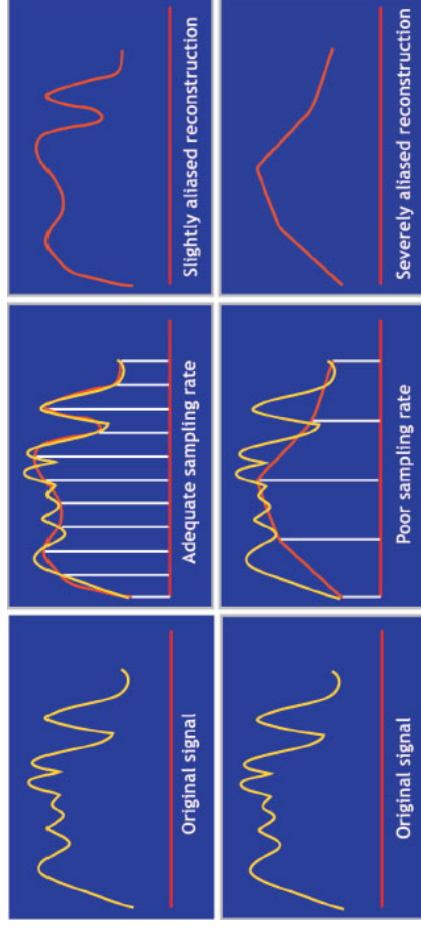 Original signal
Adequate sampling rate
Slightly aliased reconstruction
Original signal
Poor sampling rate
Severely aliased reconstruction